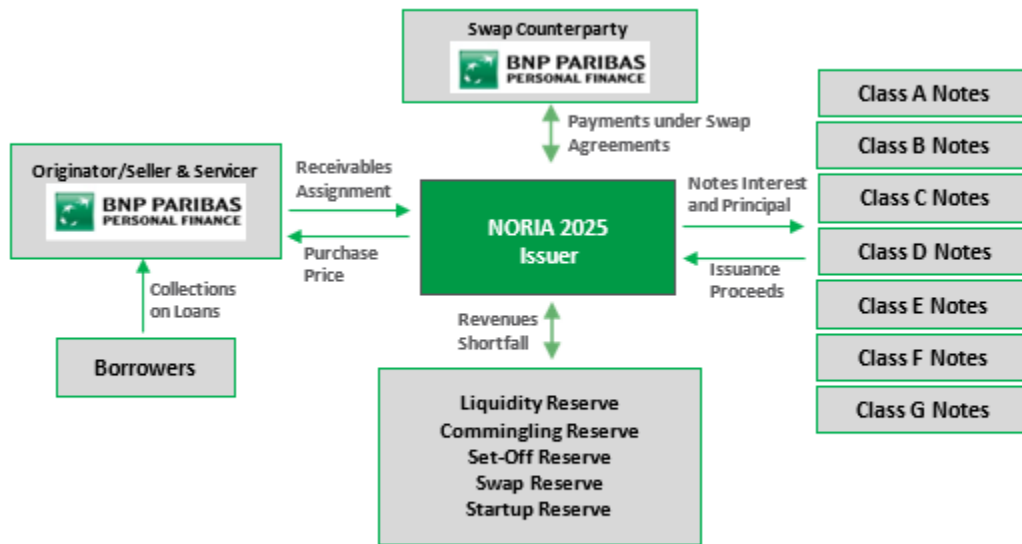 Swap Counterparty
BNP PARIBAS
PERSONAL FINANCE
Payments under Swap
Agreements
Originator/Seller & Servicer
BNP PARIBAS
PERSONAL FINANCE
Receivables
Assignment
Purchase
Price
NORIA 2025
Issuer
Notes Interest
and Principal
Issuance
Proceeds
Class A Notes
Class B Notes
Class C Notes
Class D Notes
Class E Notes
Class F Notes
Class G Notes
Collections
on Loans
Borrowers
Revenues
Shortfall
Liquidity Reserve
Commingling Reserve
Set-Off Reserve
Swap Reserve
Startup Reserve